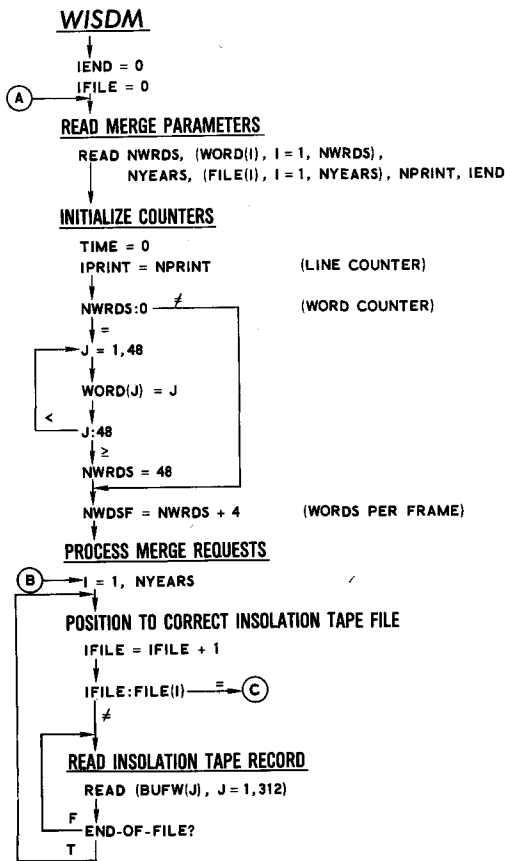 WISDM
IEND = 0
IFILE = 0
A
READ MERGE PARAMETERS
READ NWRDS, (WORD(I), I = 1, NWRDS),
NYEARS, (FILE(I), I = 1, NYEARS), NPRINT, IEND
INITIALIZE COUNTERS
TIME = 0
IPRINT = NPRINT (LINE COUNTER)
NWRDS:0 ≠ (WORD COUNTER)
=
J = 1,48
WORD(J) = J
<
J:48
≥
NWRDS = 48
NWDSF = NWRDS + 4 (WORDS PER FRAME)
PROCESS MERGE REQUESTS
B I = 1, NYEARS
POSITION TO CORRECT INSOLATION TAPE FILE
IFILE = IFILE + 1
IFILE:FILE(I) = C
≠
READ INSOLATION TAPE RECORD
READ (BUFW(J), J = 1,312)
F
END-OF-FILE?
T